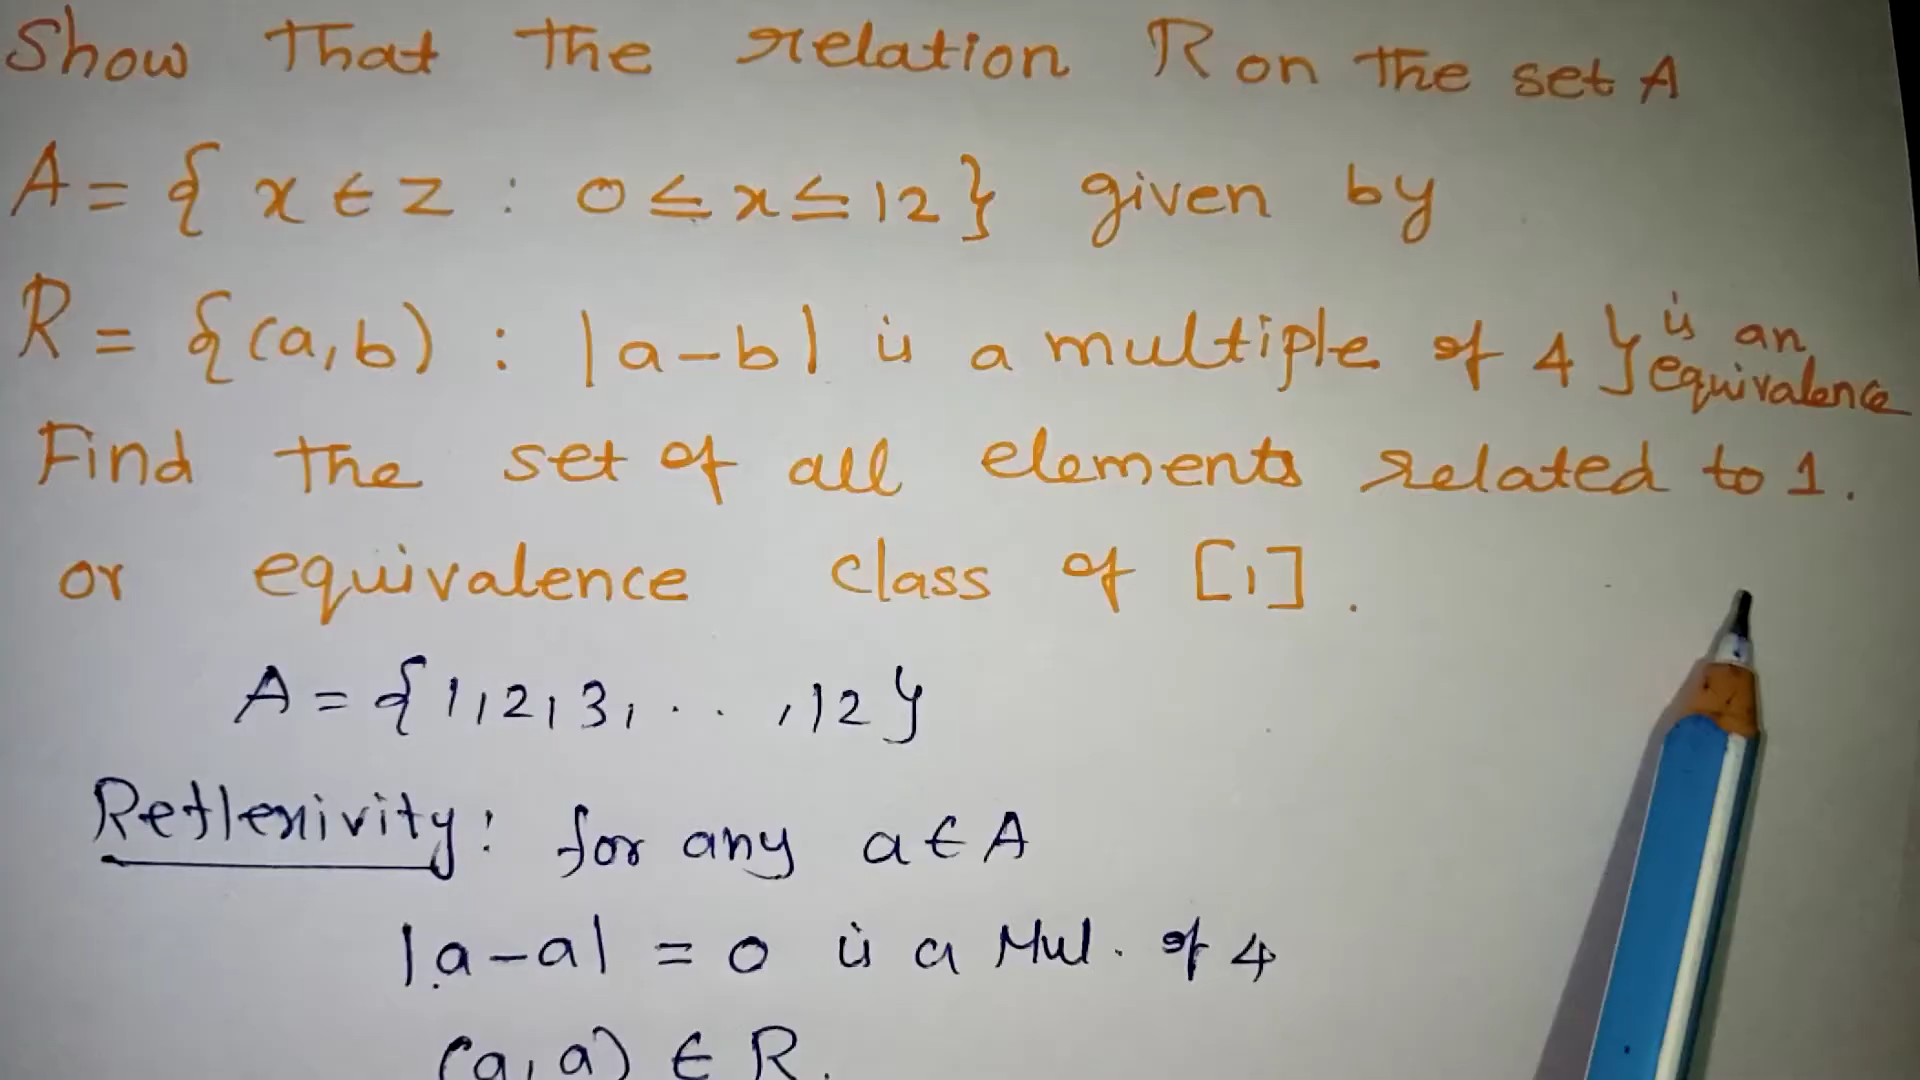 Show That the relation R on the set A
A = { x ∈ Z : 0 ≤ x ≤ 12 } given by
R = { (a, b) : |a - b| is a multiple of 4 } is an equivalence
Find the set of all elements related to 1.
or equivalence class of [1].
A = { 1, 2, 3, . . . , 12 }
Reflexivity : for any a ∈ A
|a - a| = 0 is a Mul. of 4
(a, a) ∈ R.